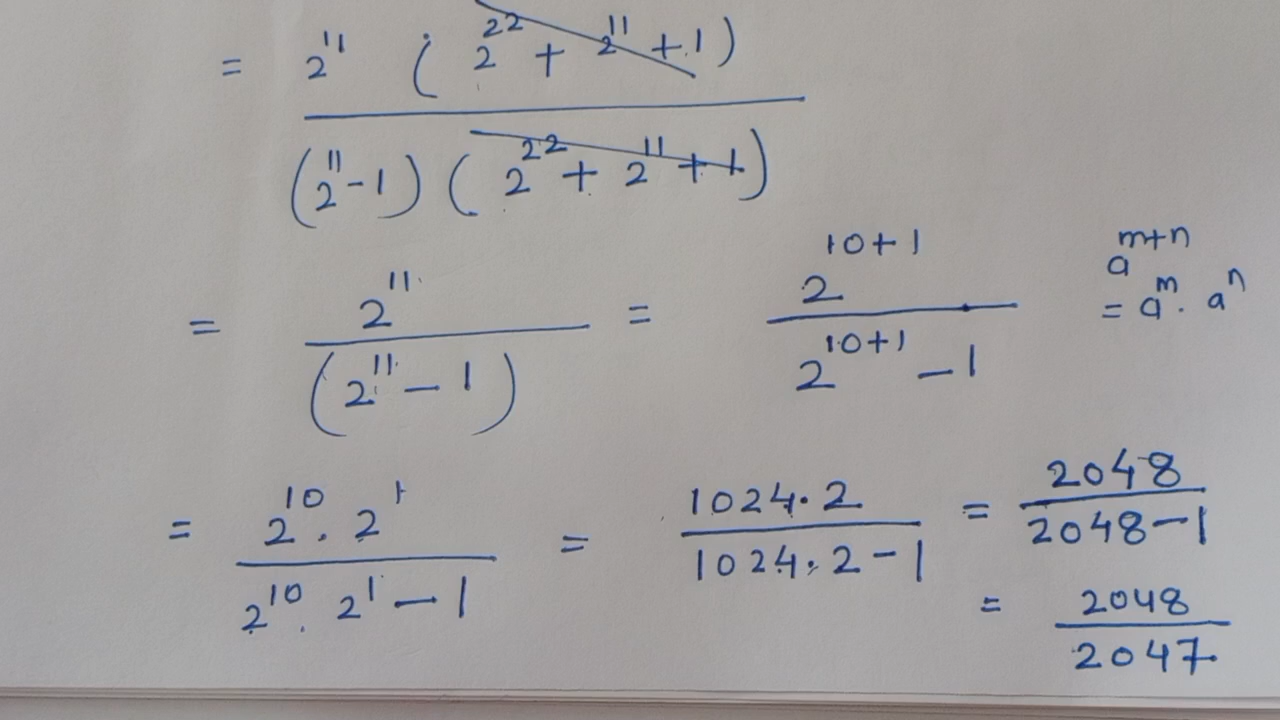 = 2^11 ( 2^22 + 2^11 + 1 ) / (2^11 - 1) ( 2^22 + 2^11 + 1 )
= 2^11 / (2^11 - 1) = 2^(10+1) / 2^(10+1) - 1
a^(m+n)
= a^m . a^n
= 2^10 . 2^1 / 2^10 . 2^1 - 1 = 1024.2 / 1024.2 - 1 = 2048 / 2048 - 1
= 2048 / 2047.